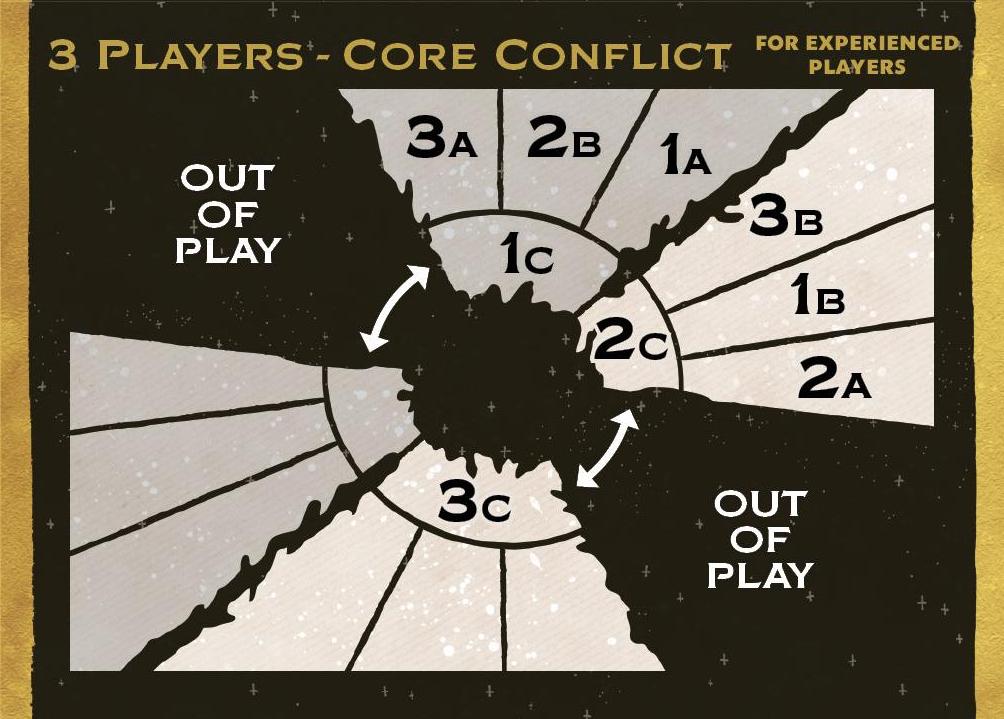 3 PLAYERS - CORE CONFLICT
FOR EXPERIENCED
PLAYERS
OUT
OF
PLAY
3A
2B
1A
3B
1B
2A
1C
2C
3C
OUT
OF
PLAY